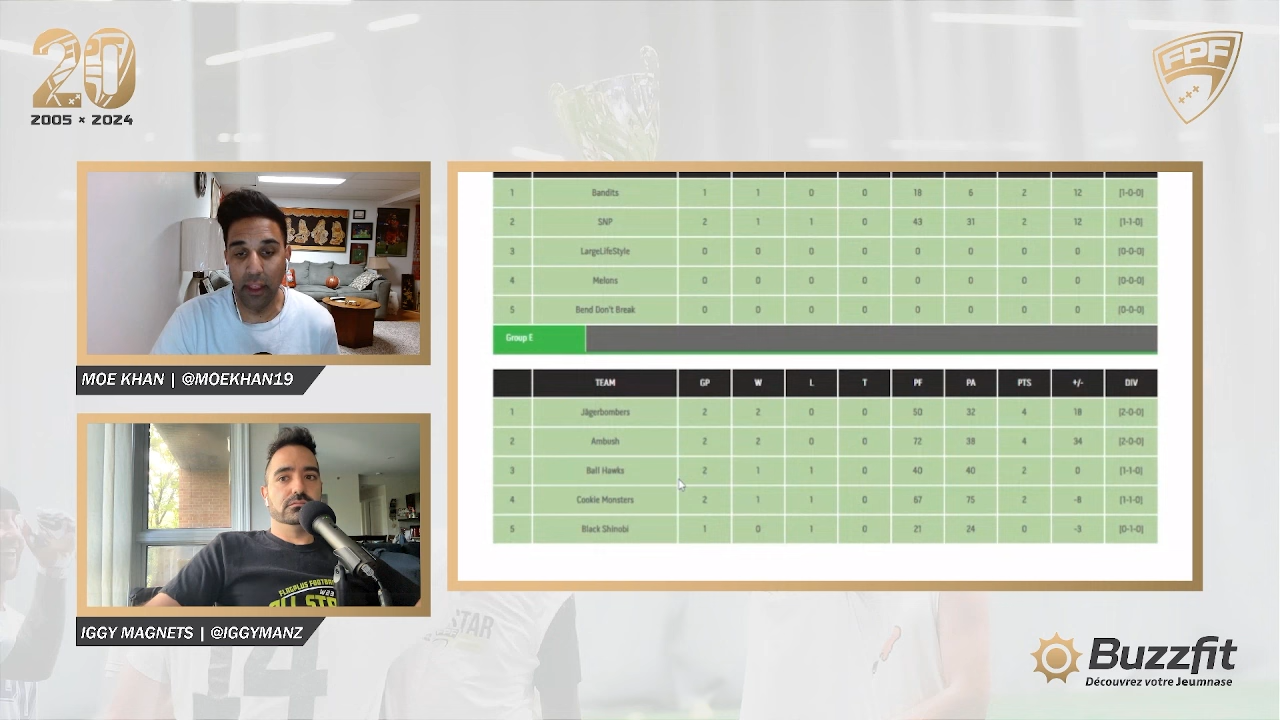 20
2005 × 2024
FPF
MOE KHAN | @MOEKHAN19
FLAGPLUS FOOTBALL
ALL STAR
IGGY MAGNETS | @IGGYMANZ
1 Bandits 1 1 0 0 18 6 2 12 [1-0-0]
2 SNP 2 1 1 0 43 31 2 12 [1-1-0]
3 LargeLifeStyle 0 0 0 0 0 0 0 0 [0-0-0]
4 Melons 0 0 0 0 0 0 0 0 [0-0-0]
5 Bend Don't Break 0 0 0 0 0 0 0 0 [0-0-0]
Group E
TEAM GP W L T PF PA PTS +/- DIV
1 Jägerbombers 2 2 0 0 50 32 4 18 [2-0-0]
2 Ambush 2 2 0 0 72 38 4 34 [2-0-0]
3 Ball Hawks 2 1 1 0 40 40 2 0 [1-1-0]
4 Cookie Monsters 2 1 1 0 67 75 2 -8 [1-1-0]
5 Black Shinobi 1 0 1 0 21 24 0 -3 [0-1-0]
STAR
14
Buzzfit
Découvrez votre Jeumnase